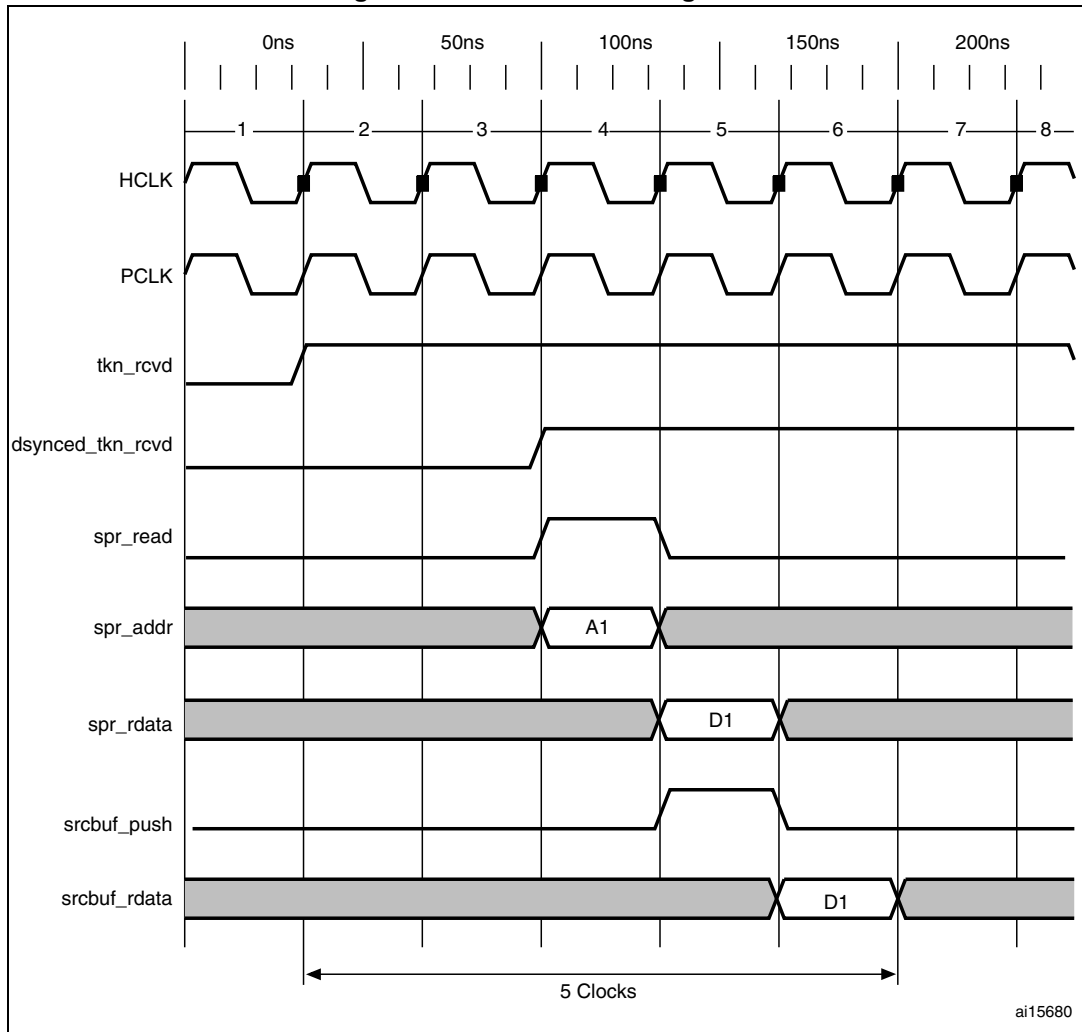 0ns 50ns 100ns 150ns 200ns
1 2 3 4 5 6 7 8
HCLK
PCLK
tkn_rcvd
dsynced_tkn_rcvd
spr_read
spr_addr A1
spr_rdata D1
srcbuf_push
srcbuf_rdata D1
5 Clocks
ai15680